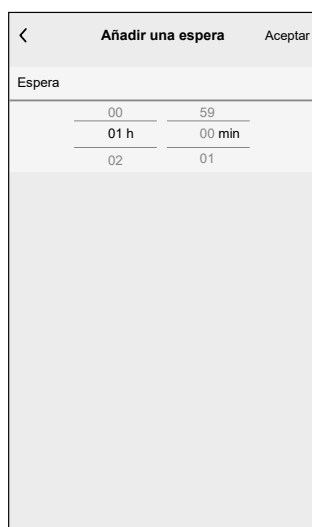 Añadir una espera Aceptar
Espera
00 59
01 h 00 min
02 01